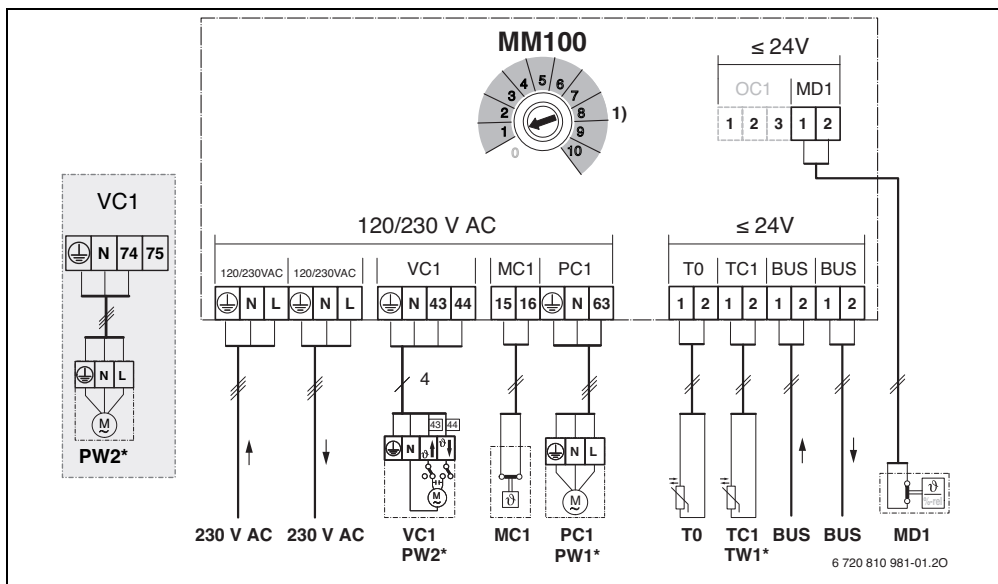 MM100
0 1 2 3 4 5 6 7 8 9 10
1)
≤ 24V
OC1 MD1
1 2 3 1 2
VC1
N 74 75
N L
M
~
PW2*
120/230 V AC
≤ 24V
120/230VAC 120/230VAC VC1 MC1 PC1 T0 TC1 BUS BUS
N L N L N 43 44 15 16 N 63 1 2 1 2 1 2 1 2
4
43 44
N ϑ ϑ
M
~
ϑ
N L
M
~
ϑ
%-rel
230 V AC 230 V AC VC1 MC1 PC1 T0 TC1 BUS BUS MD1
PW2* PW1* TW1*
6 720 810 981-01.2O